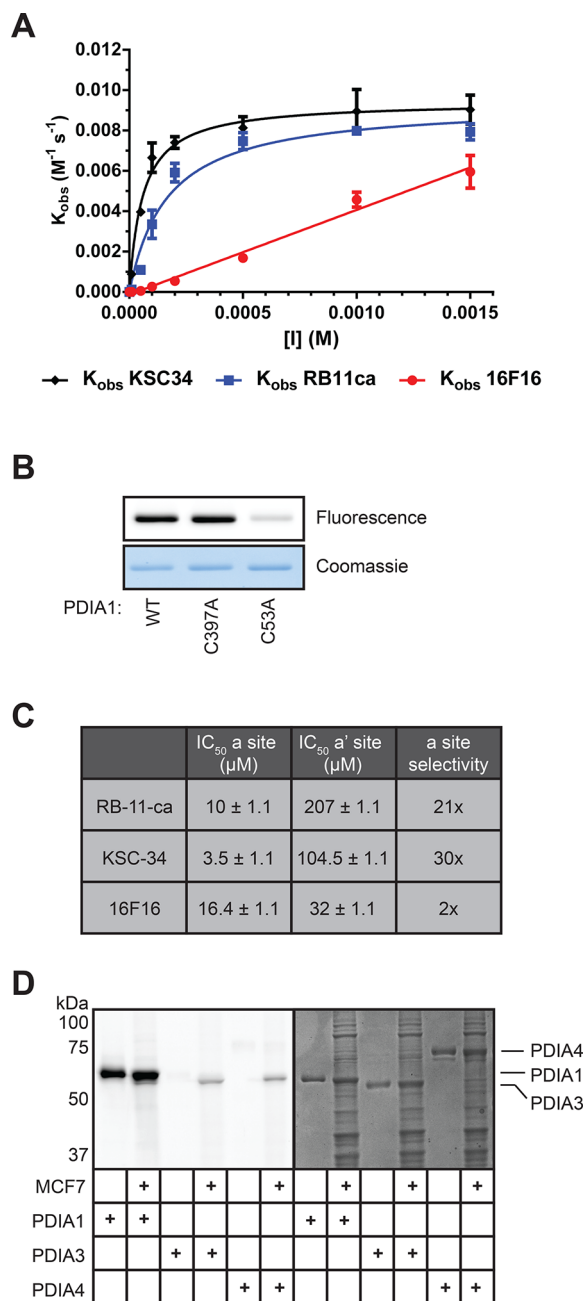 A
0.012
0.010
0.008
0.006
0.004
0.002
0.000
K_obs (M⁻¹ s⁻¹)
0.0000 0.0005 0.0010 0.0015
[I] (M)
K_obs KSC34 K_obs RB11ca K_obs 16F16
B
Fluorescence
Coomassie
PDIA1: WT C397A C53A
C
IC₅₀ a site (µM) IC₅₀ a' site (µM) a site selectivity
RB-11-ca 10 ± 1.1 207 ± 1.1 21x
KSC-34 3.5 ± 1.1 104.5 ± 1.1 30x
16F16 16.4 ± 1.1 32 ± 1.1 2x
D
kDa
100
75
50
37
PDIA4
PDIA1
PDIA3
MCF7 + + + + + +
PDIA1 + + + +
PDIA3 + + + +
PDIA4 + + + +